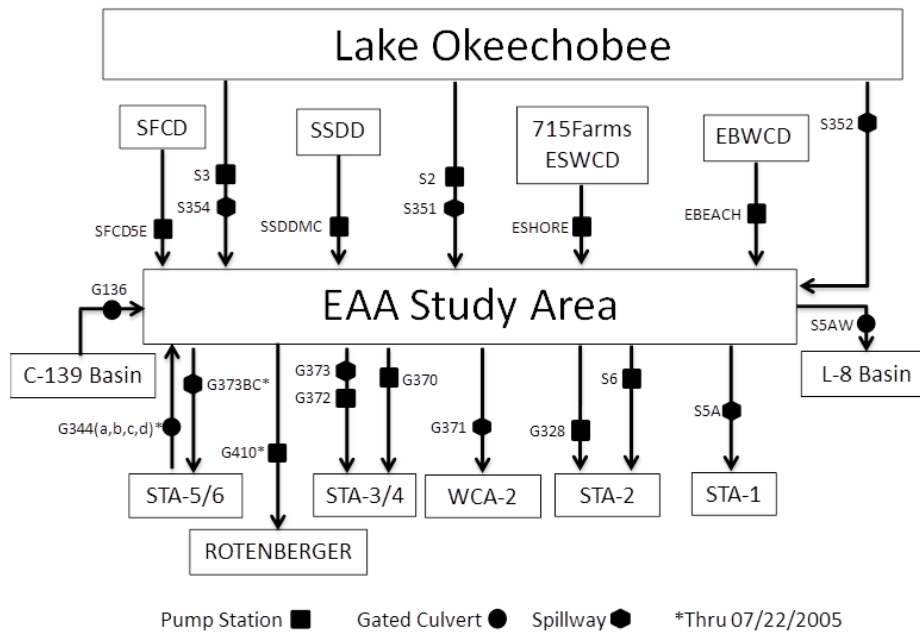 Lake Okeechobee
SFCD
SSDD
715Farms
ESWCD
EBWCD
S352
S3
S354
S2
S351
SFCD5E
SSDDMC
ESHORE
EBEACH
G136
EAA Study Area
S5AW
C-139 Basin
L-8 Basin
G373BC*
G373
G372
G370
S6
G344(a,b,c,d)*
G410*
G371
G328
S5A
STA-5/6
STA-3/4
WCA-2
STA-2
STA-1
ROTENBERGER
Pump Station
Gated Culvert
Spillway
*Thru 07/22/2005